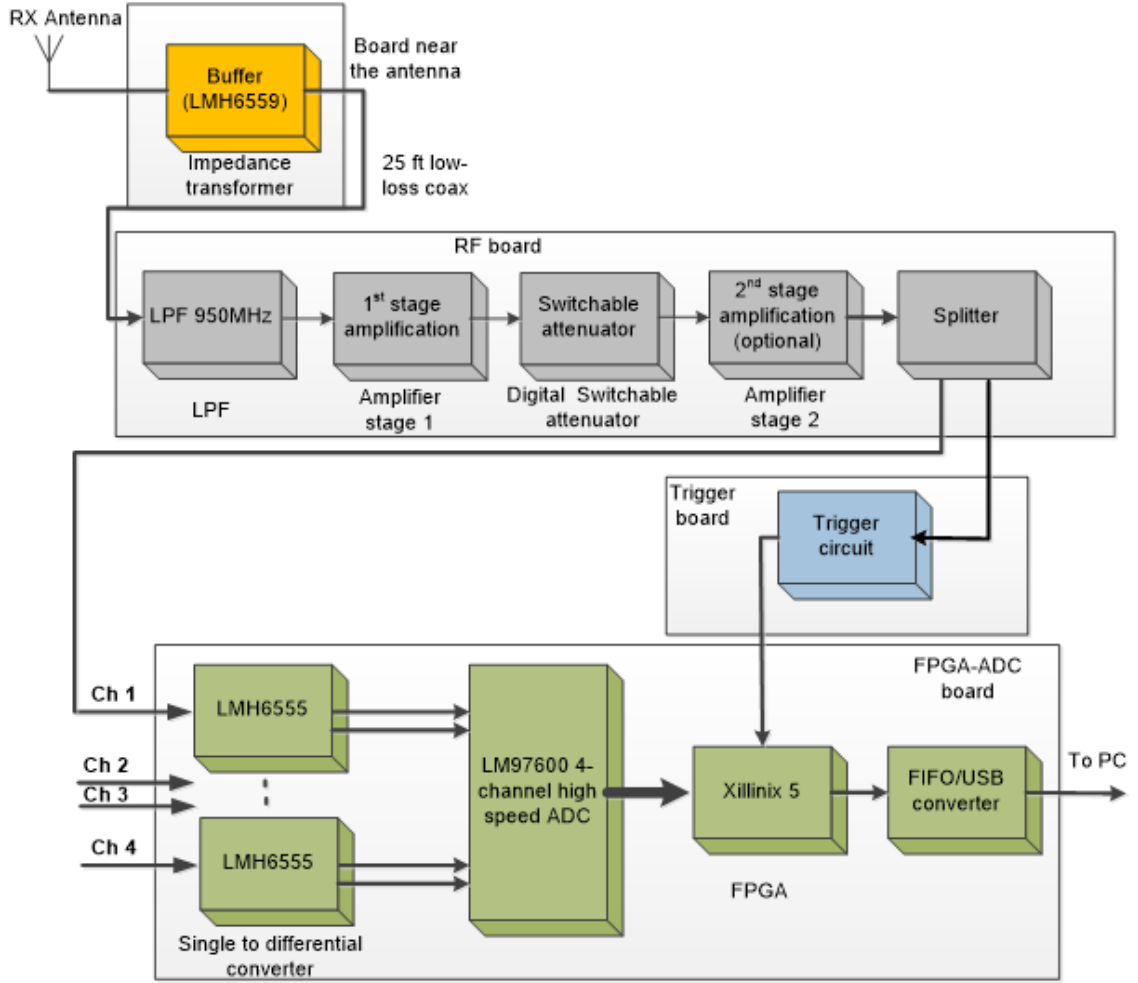 RX Antenna
Buffer
(LMH6559)
Impedance
transformer
Board near
the antenna
25 ft low-
loss coax
RF board
LPF 950MHz
LPF
1st stage
amplification
Amplifier
stage 1
Switchable
attenuator
Digital Switchable
attenuator
2nd stage
amplification
(optional)
Amplifier
stage 2
Splitter
Trigger
board
Trigger
circuit
FPGA-ADC
board
Ch 1
Ch 2
Ch 3
Ch 4
LMH6555
LMH6555
Single to differential
converter
LM97600 4-
channel high
speed ADC
Xillinix 5
FPGA
FIFO/USB
converter
To PC